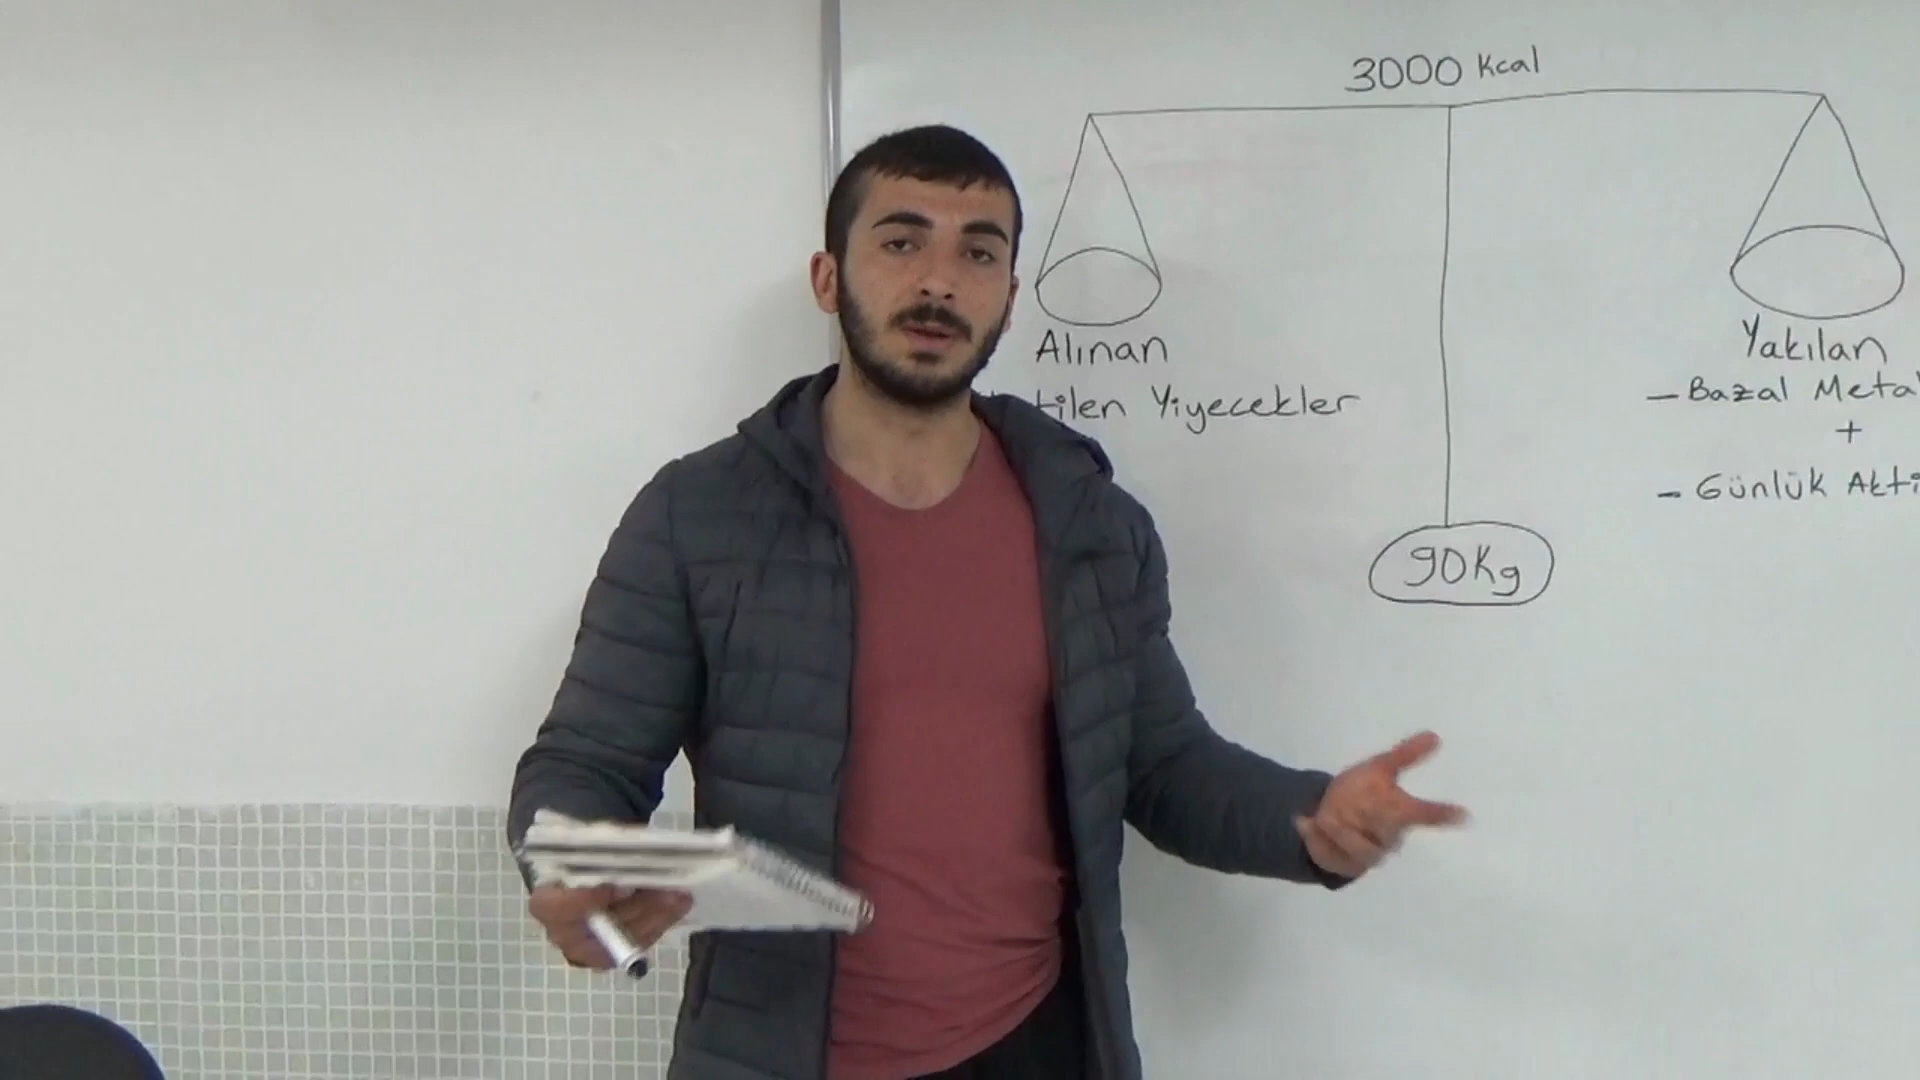 3000 Kcal
Alınan
Yiyecekler
Yakılan
- Bazal
+
- Günlük
90Kg